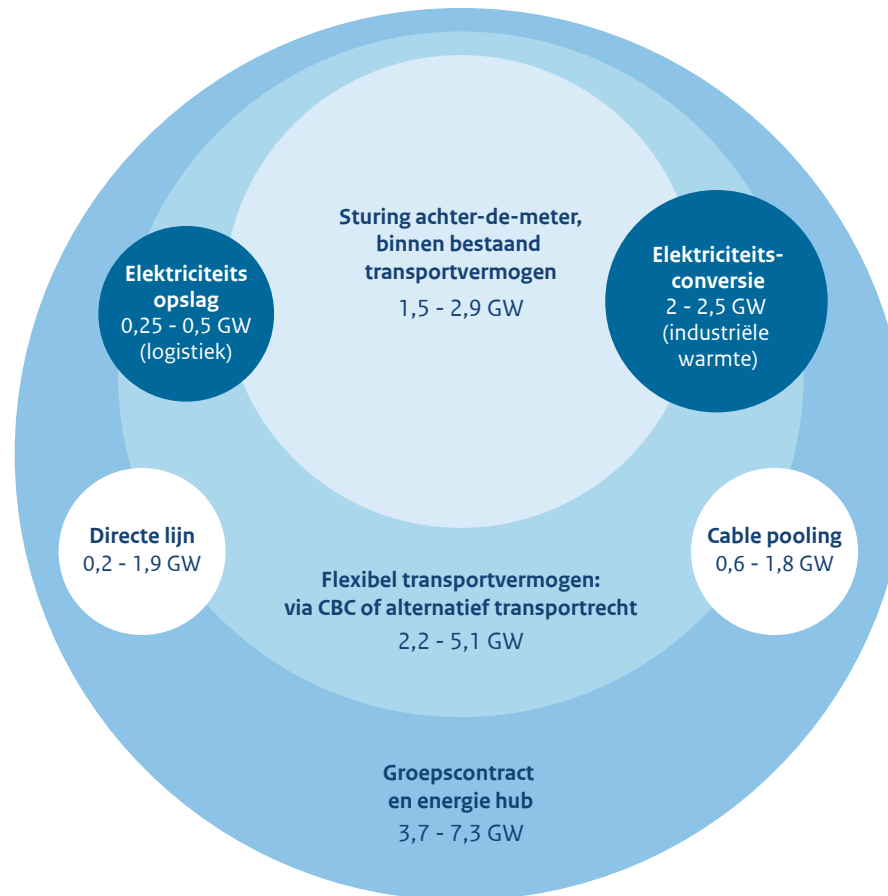 Sturing achter-de-meter,
binnen bestaand
transportvermogen
1,5 - 2,9 GW
Elektriciteits
opslag
0,25 - 0,5 GW
(logistiek)
Elektriciteits-
conversie
2 - 2,5 GW
(industriële
warmte)
Directe lijn
0,2 - 1,9 GW
Cable pooling
0,6 - 1,8 GW
Flexibel transportvermogen:
via CBC of alternatief transportrecht
2,2 - 5,1 GW
Groepscontract
en energie hub
3,7 - 7,3 GW